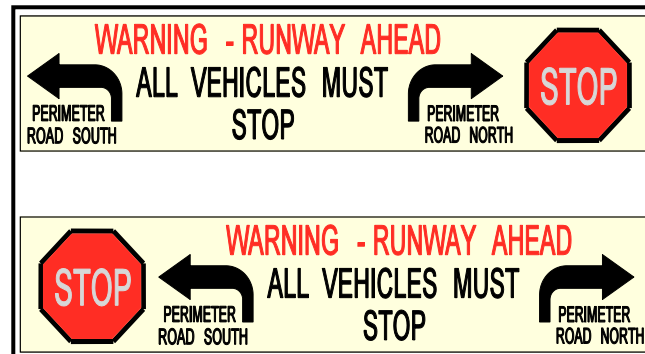 WARNING - RUNWAY AHEAD
ALL VEHICLES MUST
STOP
PERIMETER
ROAD SOUTH
PERIMETER
ROAD NORTH
STOP
STOP
WARNING - RUNWAY AHEAD
ALL VEHICLES MUST
STOP
PERIMETER
ROAD SOUTH
PERIMETER
ROAD NORTH